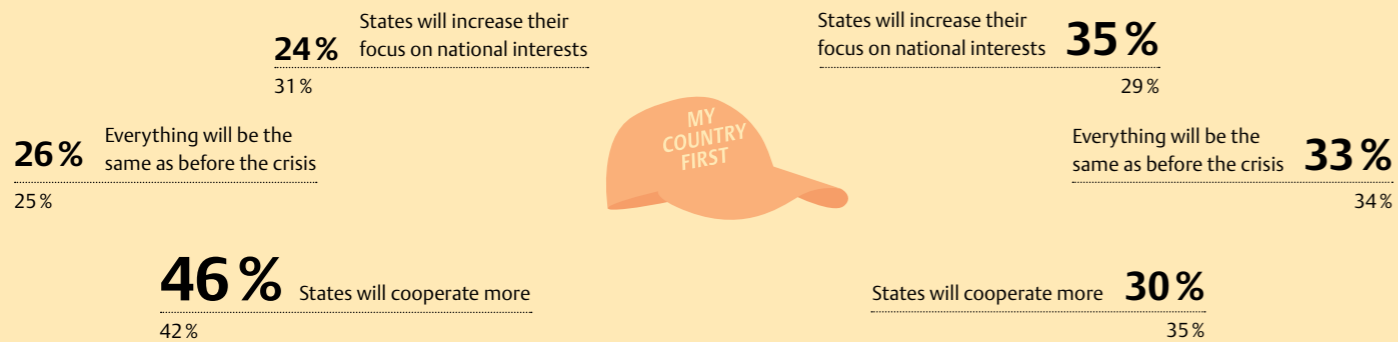 24 %
States will increase their
focus on national interests
31 %
26 %
Everything will be the
same as before the crisis
25 %
46 %
States will cooperate more
42 %
MY
COUNTRY
FIRST
States will increase their
focus on national interests
35 %
29 %
Everything will be the
same as before the crisis
33 %
34 %
States will cooperate more
30 %
35 %